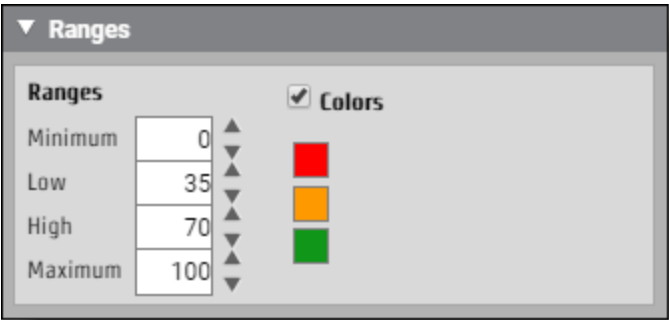 Ranges
Ranges
Colors
Minimum 0
Low 35
High 70
Maximum 100